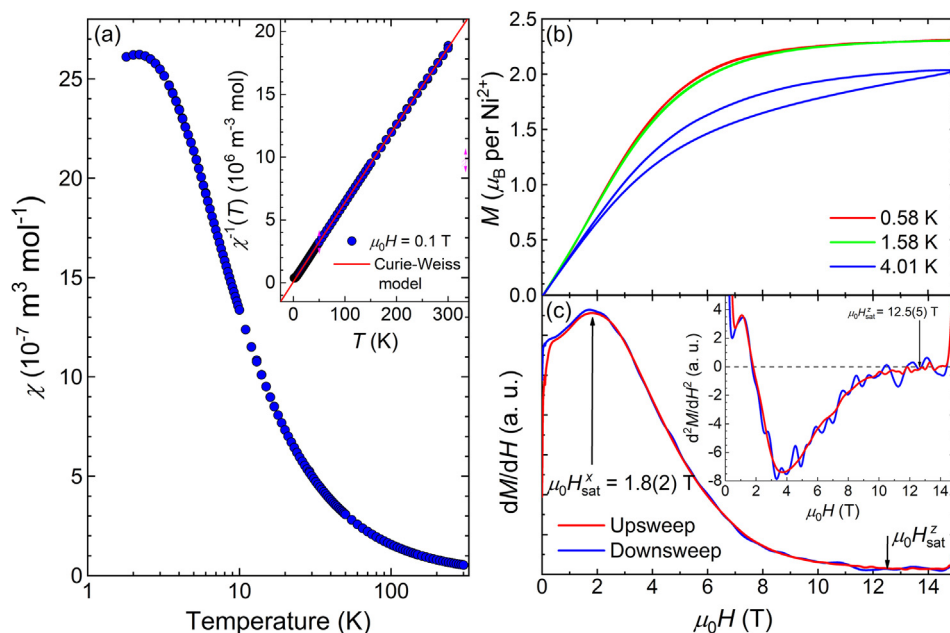 (a)
χ (10⁻⁷ m³ mol⁻¹)
0
5
10
15
20
25
1
10
100
Temperature (K)
χ⁻¹(T) (10⁶ m⁻³ mol)
0
5
10
15
20
0
100
200
300
T (K)
μ₀H = 0.1 T
Curie-Weiss
model
(b)
M (μB per Ni²⁺)
0.0
0.5
1.0
1.5
2.0
2.5
0.58 K
1.58 K
4.01 K
(c)
dM/dH (a. u.)
μ₀Hˣsat = 1.8(2) T
Upsweep
Downsweep
μ₀Hᶻsat
0
2
4
6
8
10
12
14
μ₀H (T)
μ₀Hᶻsat = 12.5(5) T
d²M/dH² (a. u.)
4
2
0
-2
-4
-6
-8
0
2
4
6
8
10
12
14
μ₀H (T)